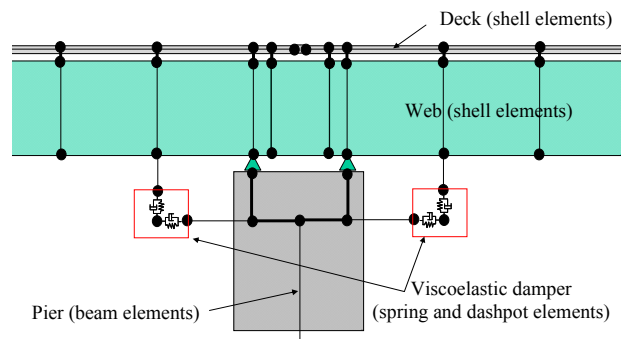 Deck (shell elements)
Web (shell elements)
Viscoelastic damper
(spring and dashpot elements)
Pier (beam elements)